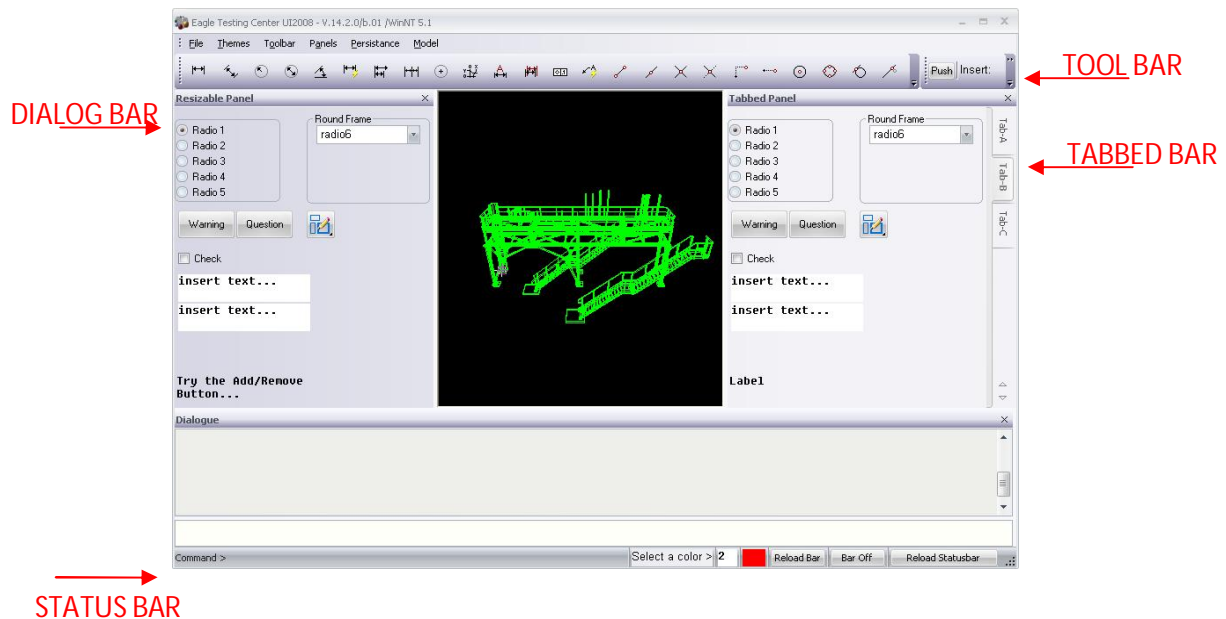 Eagle Testing Center UI2008 - V.14.2.0/b.01 /WinNT 5.1
File Themes Toolbar Panels Persistance Model
Push Insert:
TOOL BAR
DIALOG BAR
Resizable Panel
Radio 1
Radio 2
Radio 3
Radio 4
Radio 5
Round Frame
radio6
Warning Question
Check
insert text...
insert text...
Try the Add/Remove
Button...
Tabbed Panel
Radio 1
Radio 2
Radio 3
Radio 4
Radio 5
Round Frame
radio6
Warning Question
Check
insert text...
insert text...
Label
Tab-A
Tab-B
Tab-C
TABBED BAR
Dialogue
Command >
Select a color > 2
Reload Bar
Bar Off
Reload Statusbar
STATUS BAR